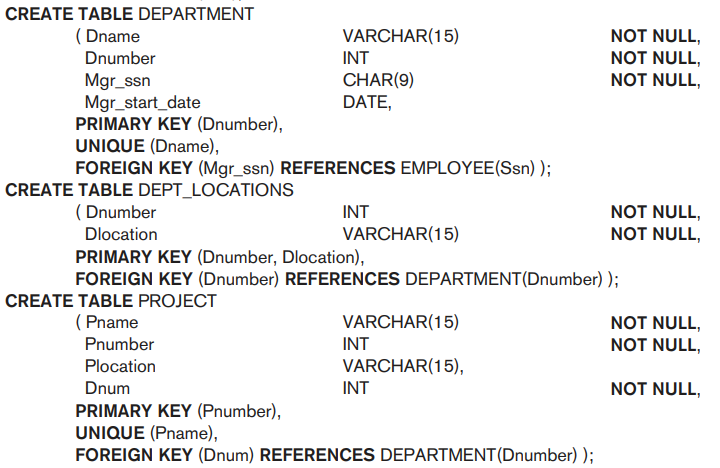 CREATE TABLE DEPARTMENT
( Dname VARCHAR(15) NOT NULL,
Dnumber INT NOT NULL,
Mgr_ssn CHAR(9) NOT NULL,
Mgr_start_date DATE,
PRIMARY KEY (Dnumber),
UNIQUE (Dname),
FOREIGN KEY (Mgr_ssn) REFERENCES EMPLOYEE(Ssn) );
CREATE TABLE DEPT_LOCATIONS
( Dnumber INT NOT NULL,
Dlocation VARCHAR(15) NOT NULL,
PRIMARY KEY (Dnumber, Dlocation),
FOREIGN KEY (Dnumber) REFERENCES DEPARTMENT(Dnumber) );
CREATE TABLE PROJECT
( Pname VARCHAR(15) NOT NULL,
Pnumber INT NOT NULL,
Plocation VARCHAR(15),
Dnum INT NOT NULL,
PRIMARY KEY (Pnumber),
UNIQUE (Pname),
FOREIGN KEY (Dnum) REFERENCES DEPARTMENT(Dnumber) );